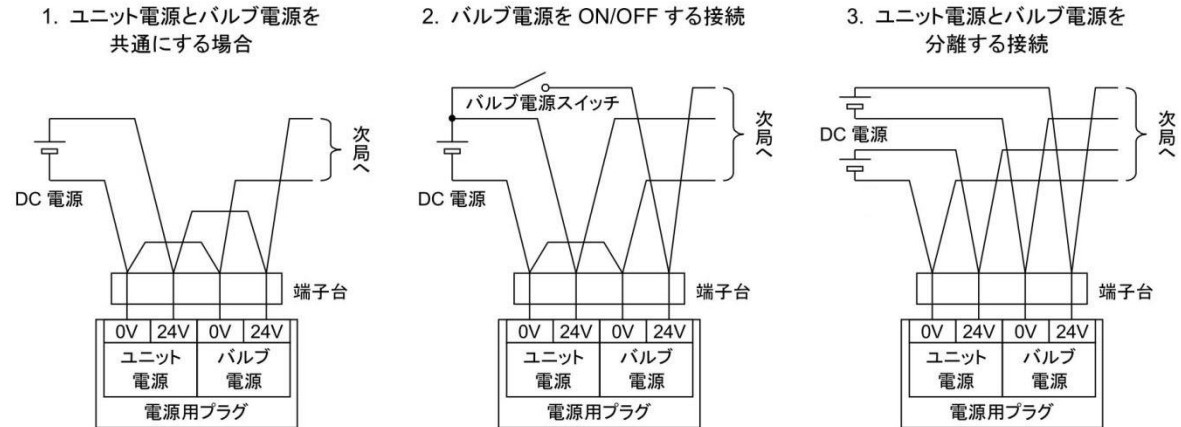 1. ユニット電源とバルブ電源を
共通にする場合
DC 電源
次局へ
端子台
0V 24V 0V 24V
ユニット電源
バルブ電源
電源用プラグ
2. バルブ電源を ON/OFF する接続
バルブ電源スイッチ
DC 電源
次局へ
端子台
0V 24V 0V 24V
ユニット電源
バルブ電源
電源用プラグ
3. ユニット電源とバルブ電源を
分離する接続
DC 電源
次局へ
端子台
0V 24V 0V 24V
ユニット電源
バルブ電源
電源用プラグ